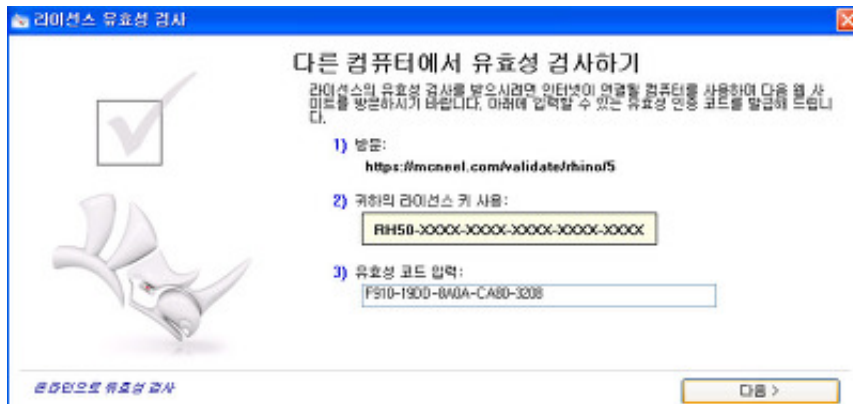 라이선스 유효성 검사
다른 컴퓨터에서 유효성 검사하기
라이선스의 유효성 검사를 받으시려면 인터넷이 연결될 컴퓨터를 사용하여 다음 웹 사
이트를 방문하시기 바랍니다. 아래에 입력할 수 있는 유효성 인증 코드를 발급해 드립니
다.
1) 방문:
https://mcneel.com/validate/rhino/5
2) 귀하의 라이선스 키 사용:
RH50-XXXX-XXXX-XXXX-XXXX-XXXX
3) 유효성 코드 입력:
F910-19DD-8A0A-CA80-3208
온라인으로 유효성 검사
다음 >